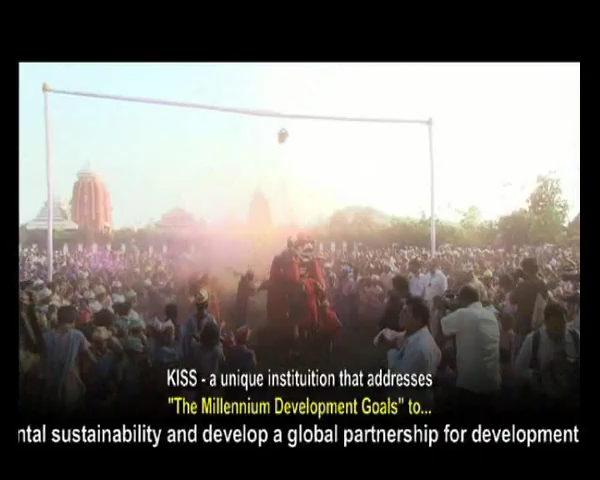 KISS - a unique instituition that addresses
"The Millennium Development Goals" to...
ntal sustainability and develop a global partnership for development